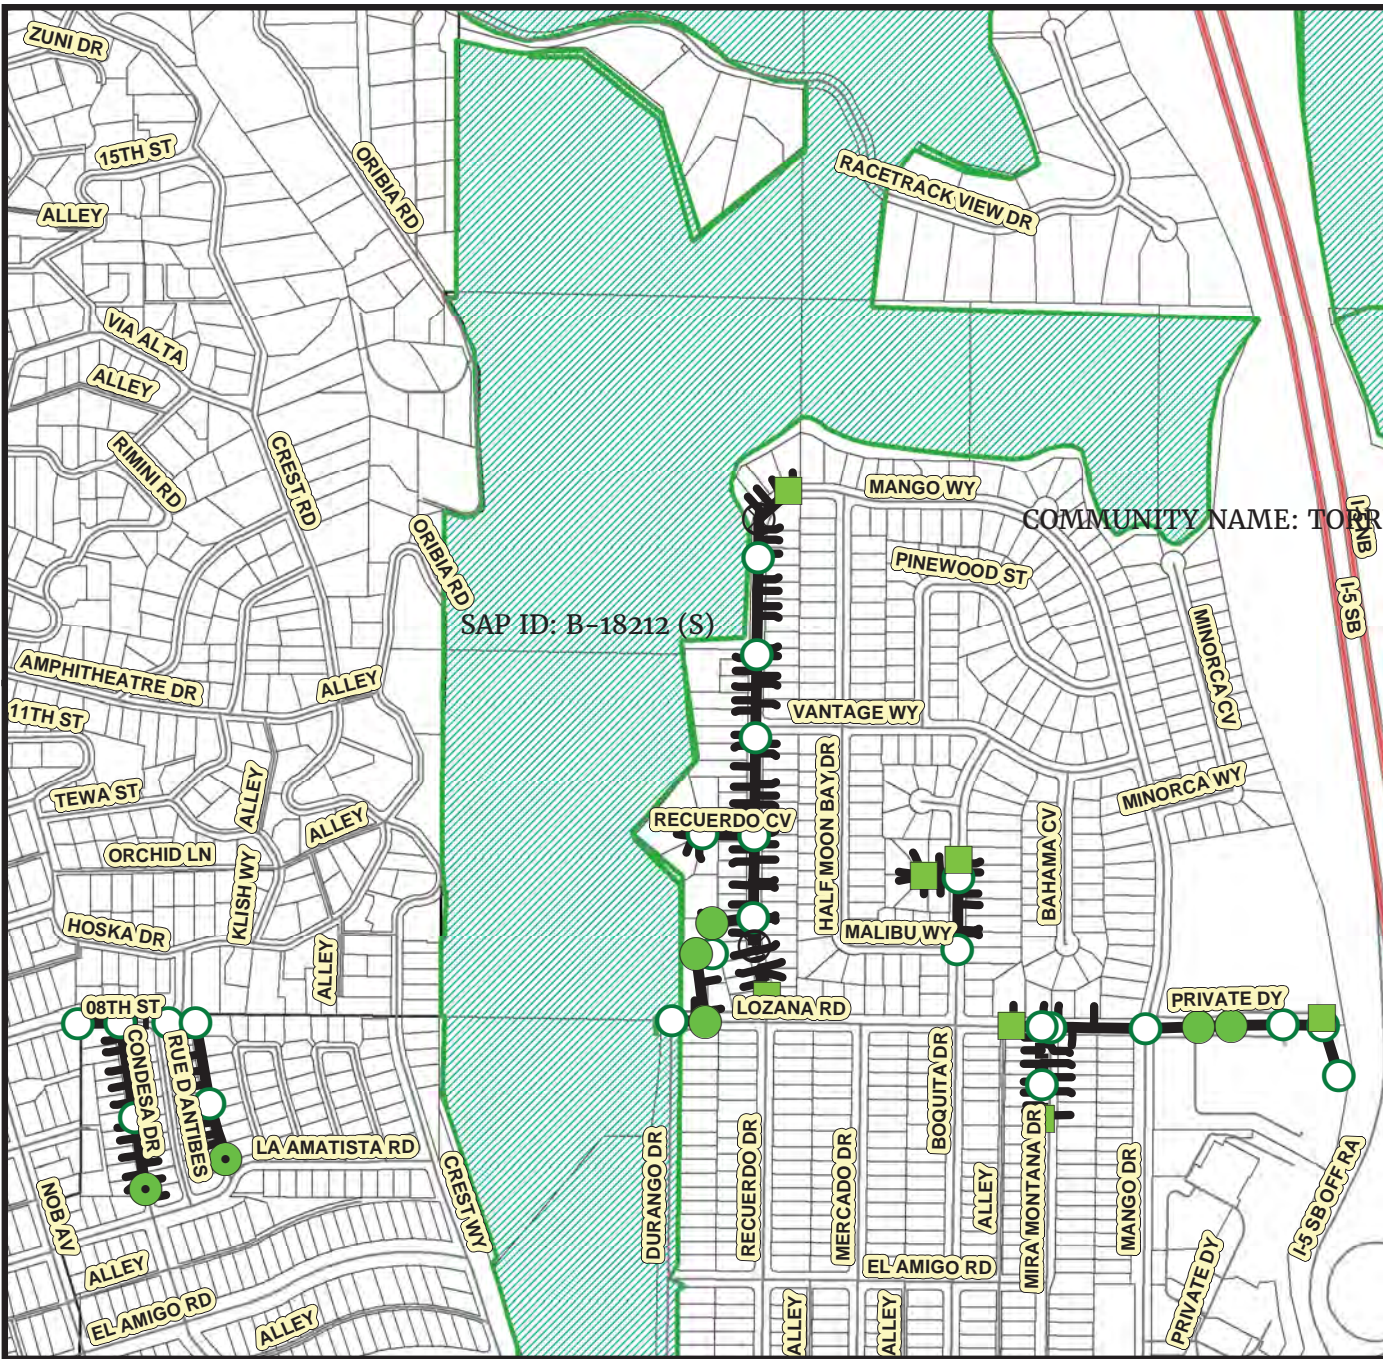 ZUNI DR
15TH ST
ALLEY
ORIBIA RD
RACETRACK VIEW DR
VIA ALTA
ALLEY
RIMINI RD
CREST RD
MANGO WY
COMMUNITY NAME: TORR
I-5 NB
ORIBIA RD
PINEWOOD ST
I-5 SB
SAP ID: B-18212 (S)
MINORCA CV
AMPHITHEATRE DR
ALLEY
11TH ST
VANTAGE WY
HALF MOON BAY DR
TEWA ST
ALLEY
ALLEY
RECUERDO CV
MINORCA WY
ORCHID LN
KLISH WY
BAHAMA CV
HOSKA DR
ALLEY
MALIBU WY
08TH ST
LOZANA RD
PRIVATE DY
CONDESA DR
RUE D ANTIBES
LA AMATISTA RD
BOQUITA DR
NOB AV
CREST WY
DURANGO DR
RECUERDO DR
MERCADO DR
ALLEY
MIRA MONTANA DR
MANGO DR
I-5 SB OFF RA
ALLEY
EL AMIGO RD
EL AMIGO RD
PRIVATE DY
ALLEY
ALLEY
ALLEY